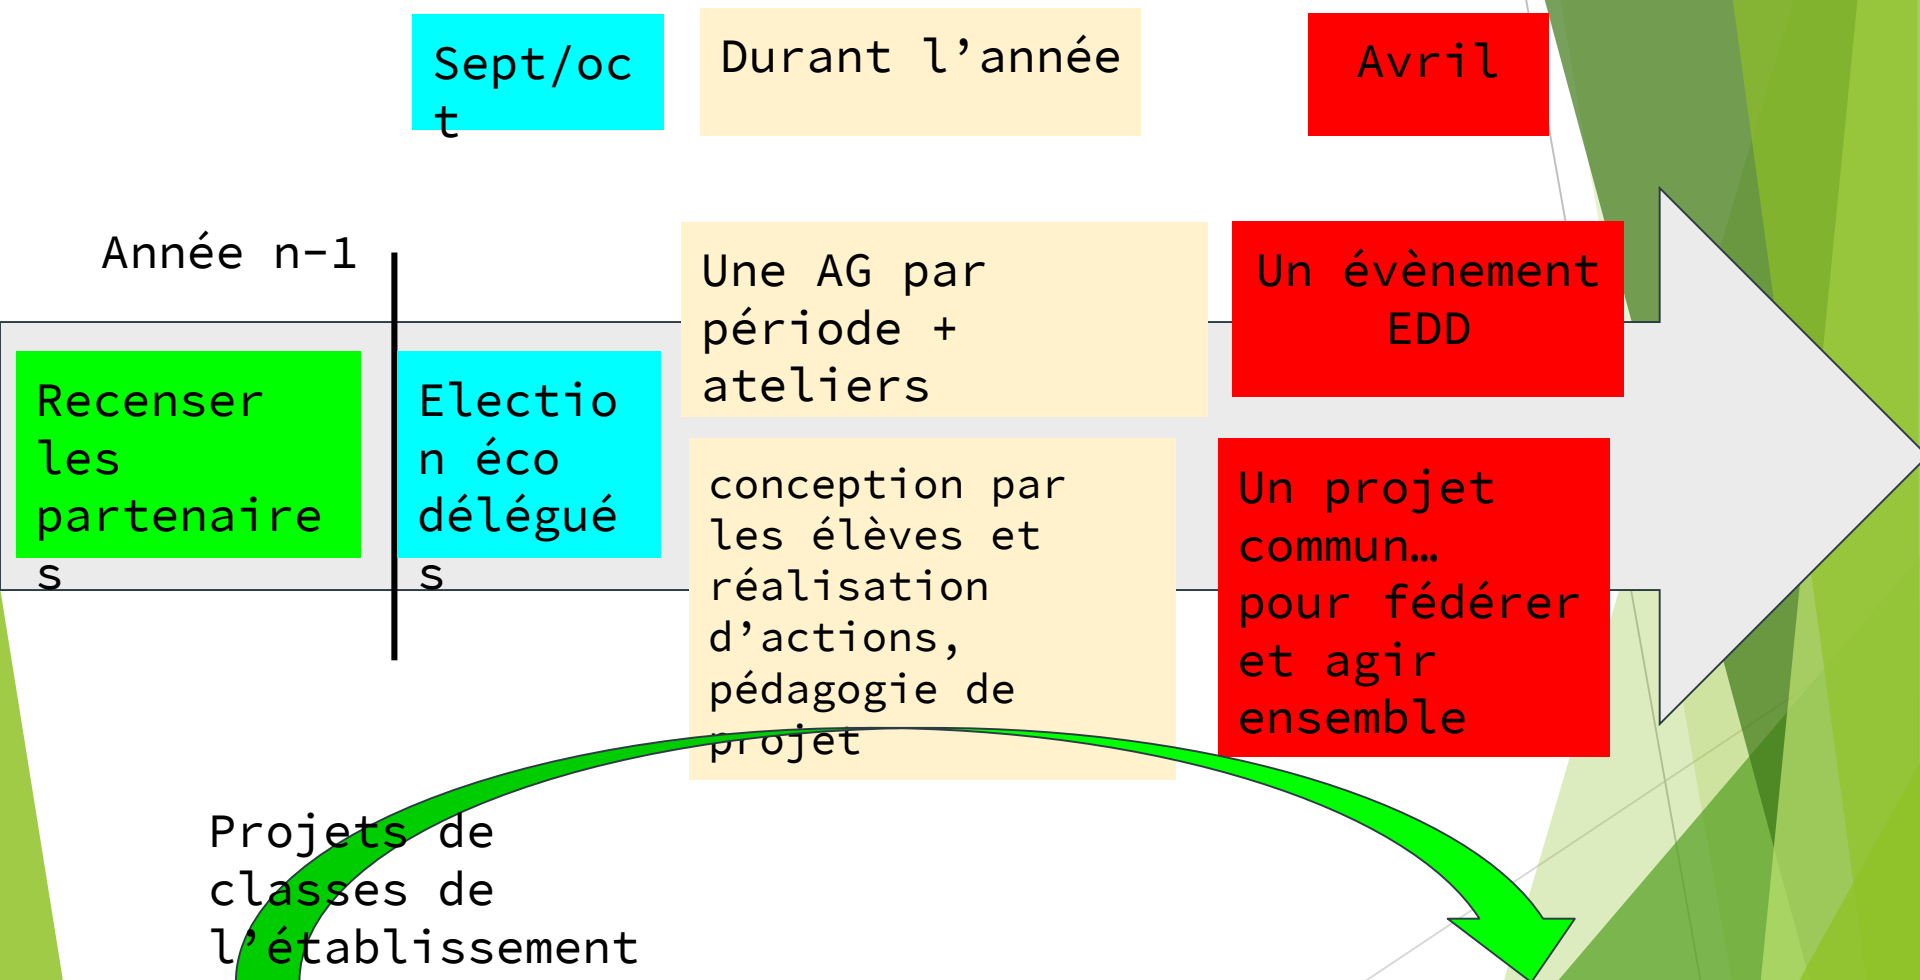 Sept/oc
t
Durant l’année
Avril
Année n-1
Recenser
les
partenaire
s
Electio
n éco
délégué
s
Une AG par
période +
ateliers
conception par
les élèves et
réalisation
d’actions,
pédagogie de
projet
Un évènement
EDD
Un projet
commun…
pour fédérer
et agir
ensemble
Projets de
classes de
l’établissement